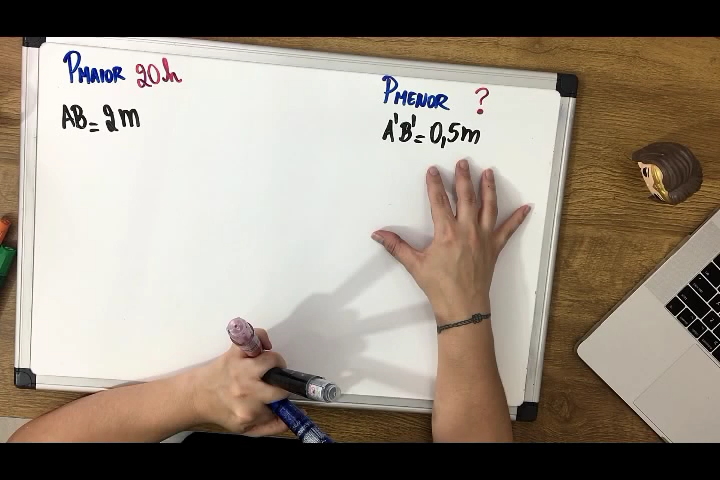 PMAIOR 20h
AB = 2m
PMENOR ?
A'B' = 0,5m